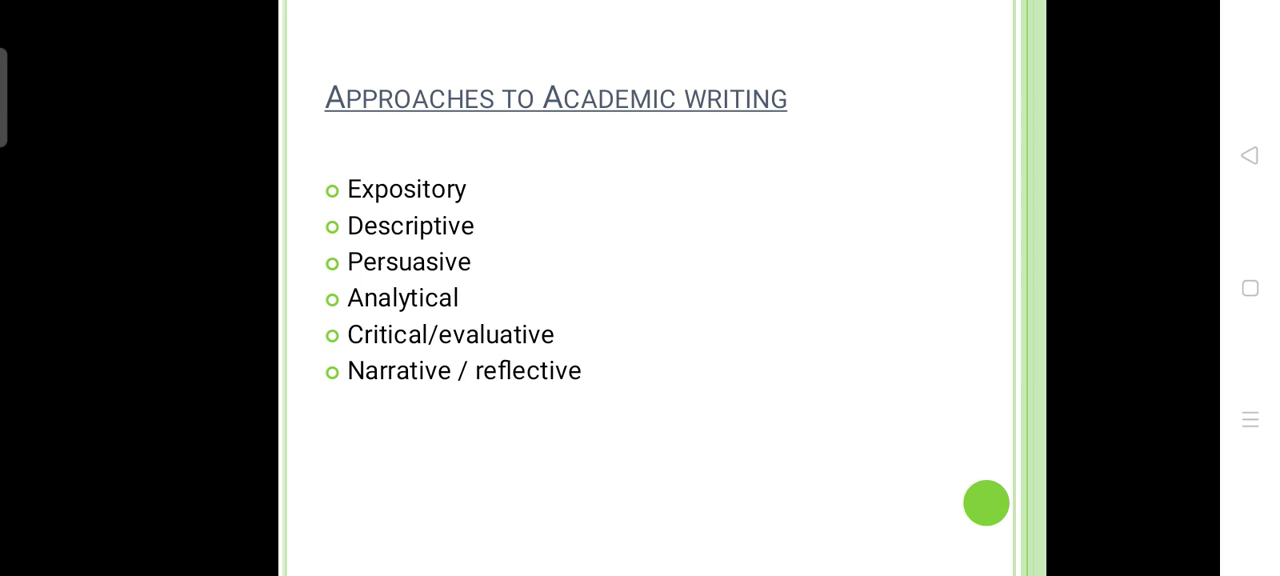 Approaches to Academic writing
Expository
Descriptive
Persuasive
Analytical
Critical/evaluative
Narrative / reflective